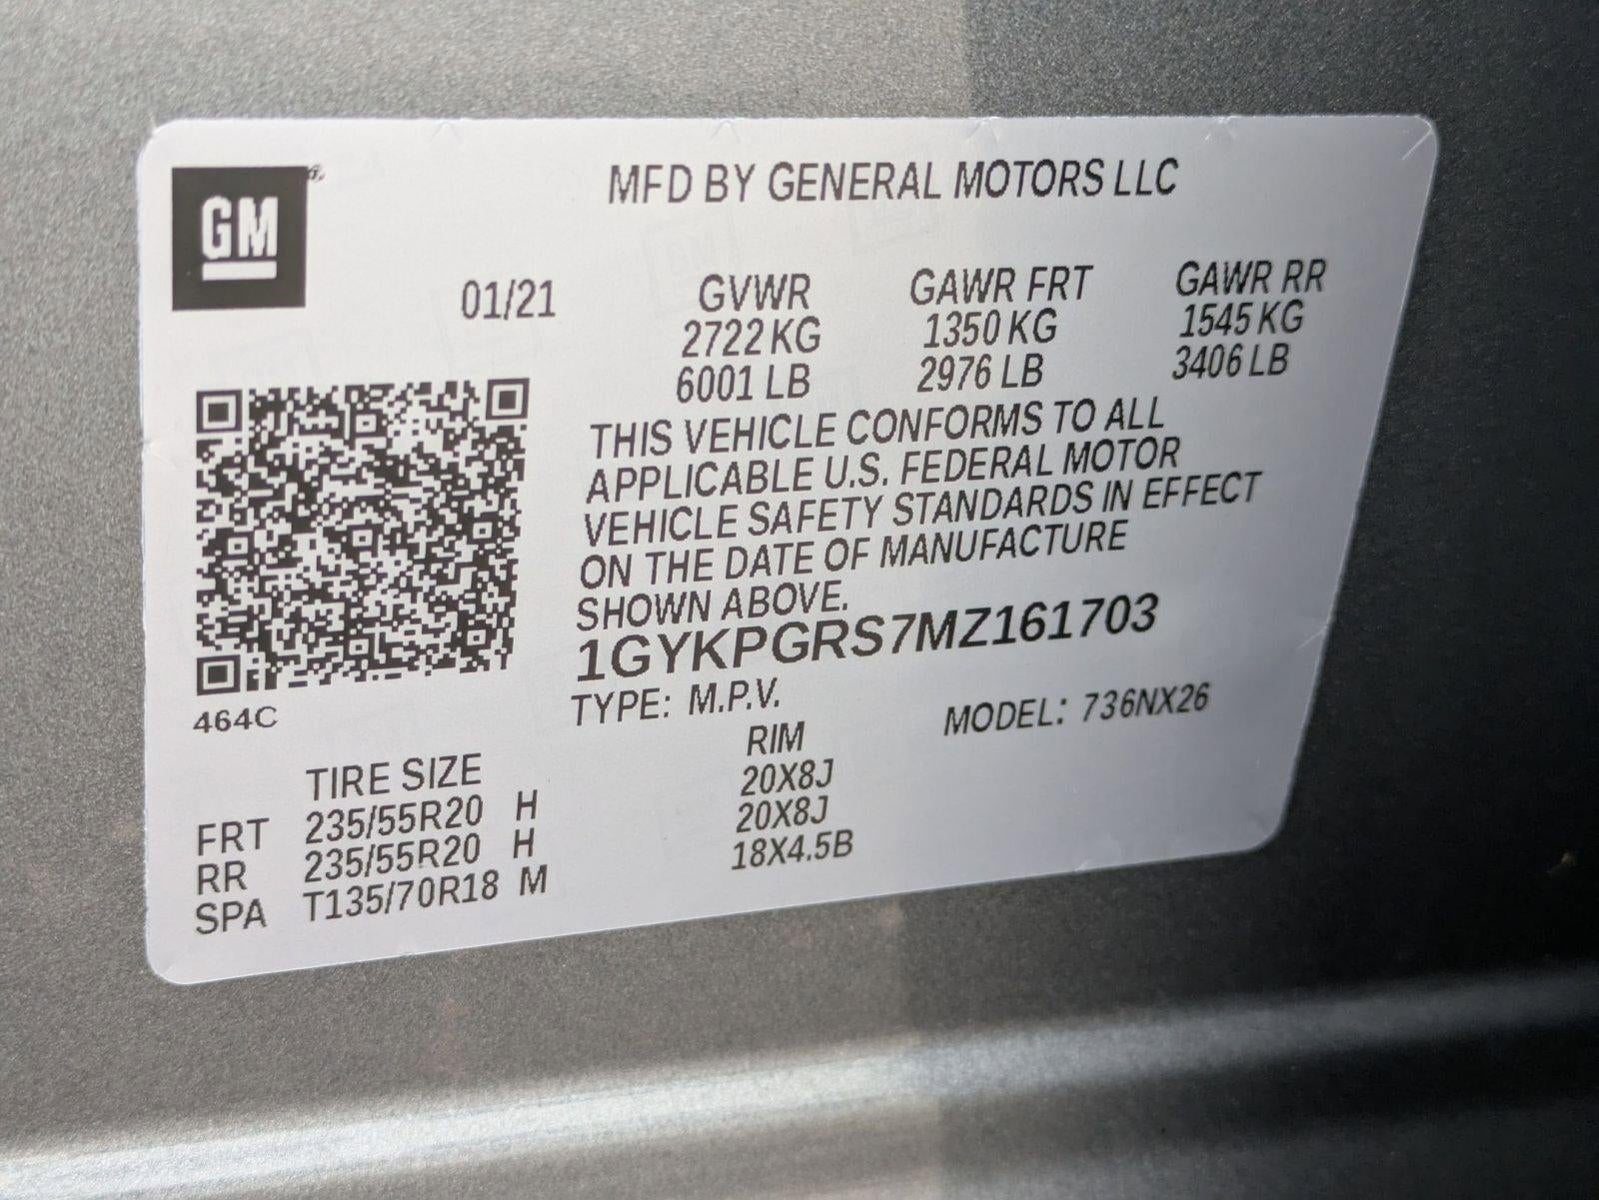 GM
MFD BY GENERAL MOTORS LLC
01/21 GVWR GAWR FRT GAWR RR
2722 KG 1350 KG 1545 KG
6001 LB 2976 LB 3406 LB
THIS VEHICLE CONFORMS TO ALL
APPLICABLE U.S. FEDERAL MOTOR
VEHICLE SAFETY STANDARDS IN EFFECT
ON THE DATE OF MANUFACTURE
SHOWN ABOVE.
1GYKPGRS7MZ161703
464C
TYPE: M.P.V. MODEL: 736NX26
TIRE SIZE RIM
FRT 235/55R20 H 20X8J
RR 235/55R20 H 20X8J
SPA T135/70R18 M 18X4.5B